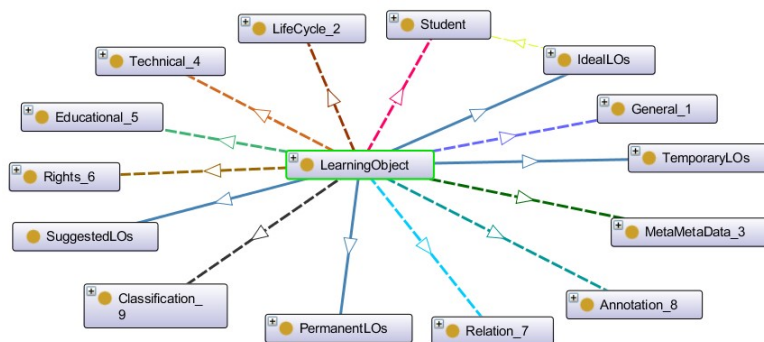 LifeCycle_2
Student
Technical_4
IdealLOs
Educational_5
General_1
LearningObject
TemporaryLOs
Rights_6
SuggestedLOs
MetaMetaData_3
Classification_
9
Annotation_8
PermanentLOs
Relation_7